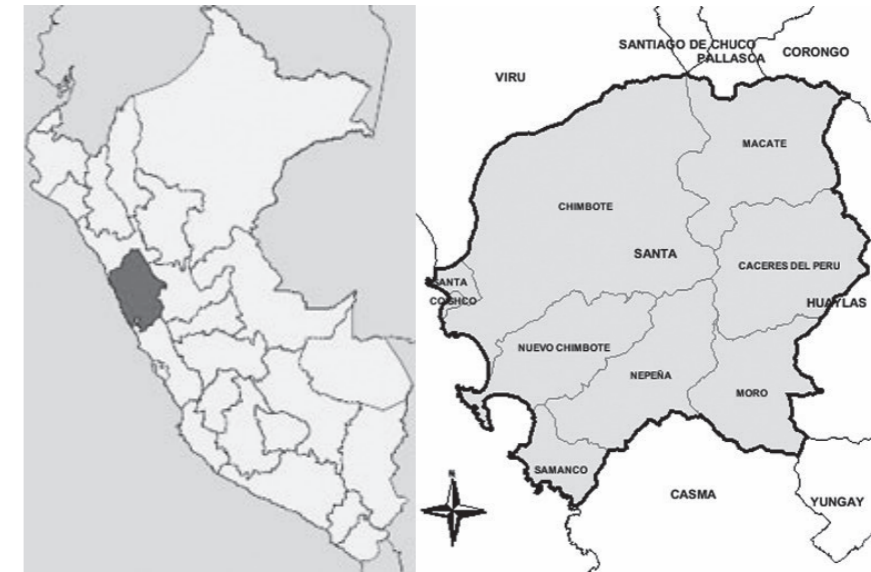 SANTIAGO DE CHUCO
PALLASCA
CORONGO
VIRU
MACATE
CHIMBOTE
SANTA
CACERES DEL PERU
SANTA
COISHCO
HUAYLAS
NUEVO CHIMBOTE
NEPEÑA
MORO
SAMANCO
N
CASMA
YUNGAY